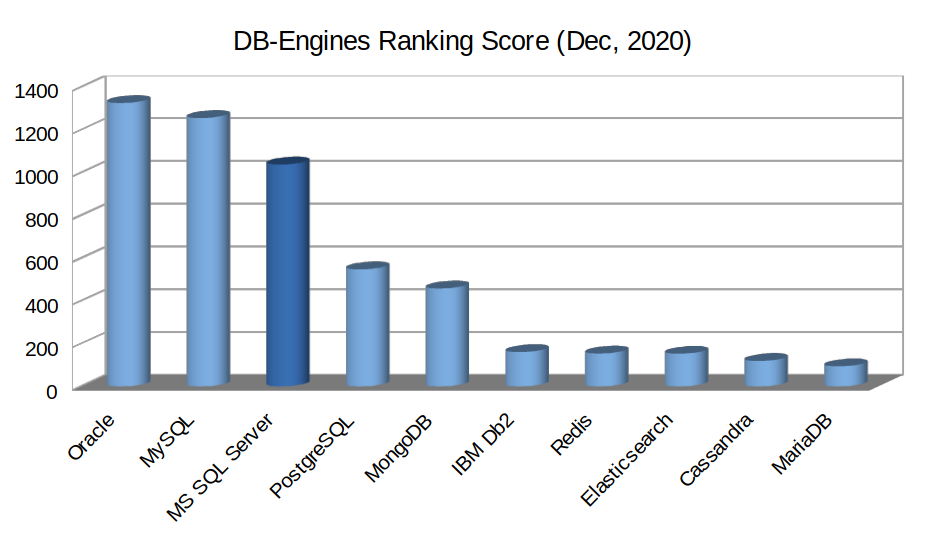 DB-Engines Ranking Score (Dec, 2020)
1400
1200
1000
800
600
400
200
0
Oracle
MySQL
MS SQL Server
PostgreSQL
MongoDB
IBM Db2
Redis
Elasticsearch
Cassandra
MariaDB